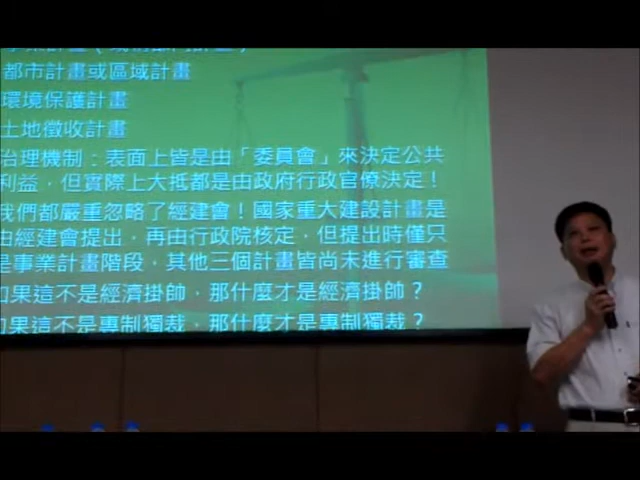 都市計畫或區域計畫
環境保護計畫
土地徵收計畫
治理機制：表面上皆是由「委員會」來決定公共
利益，但實際上大抵都是由政府行政官僚決定！
我們都嚴重忽略了經建會！國家重大建設計畫是
由經建會提出，再由行政院核定，但提出時僅只
是事業計畫階段，其他三個計畫皆尚未進行審查
如果這不是經濟掛帥，那什麼才是經濟掛帥？
如果這不是專制獨裁，那什麼才是專制獨裁？